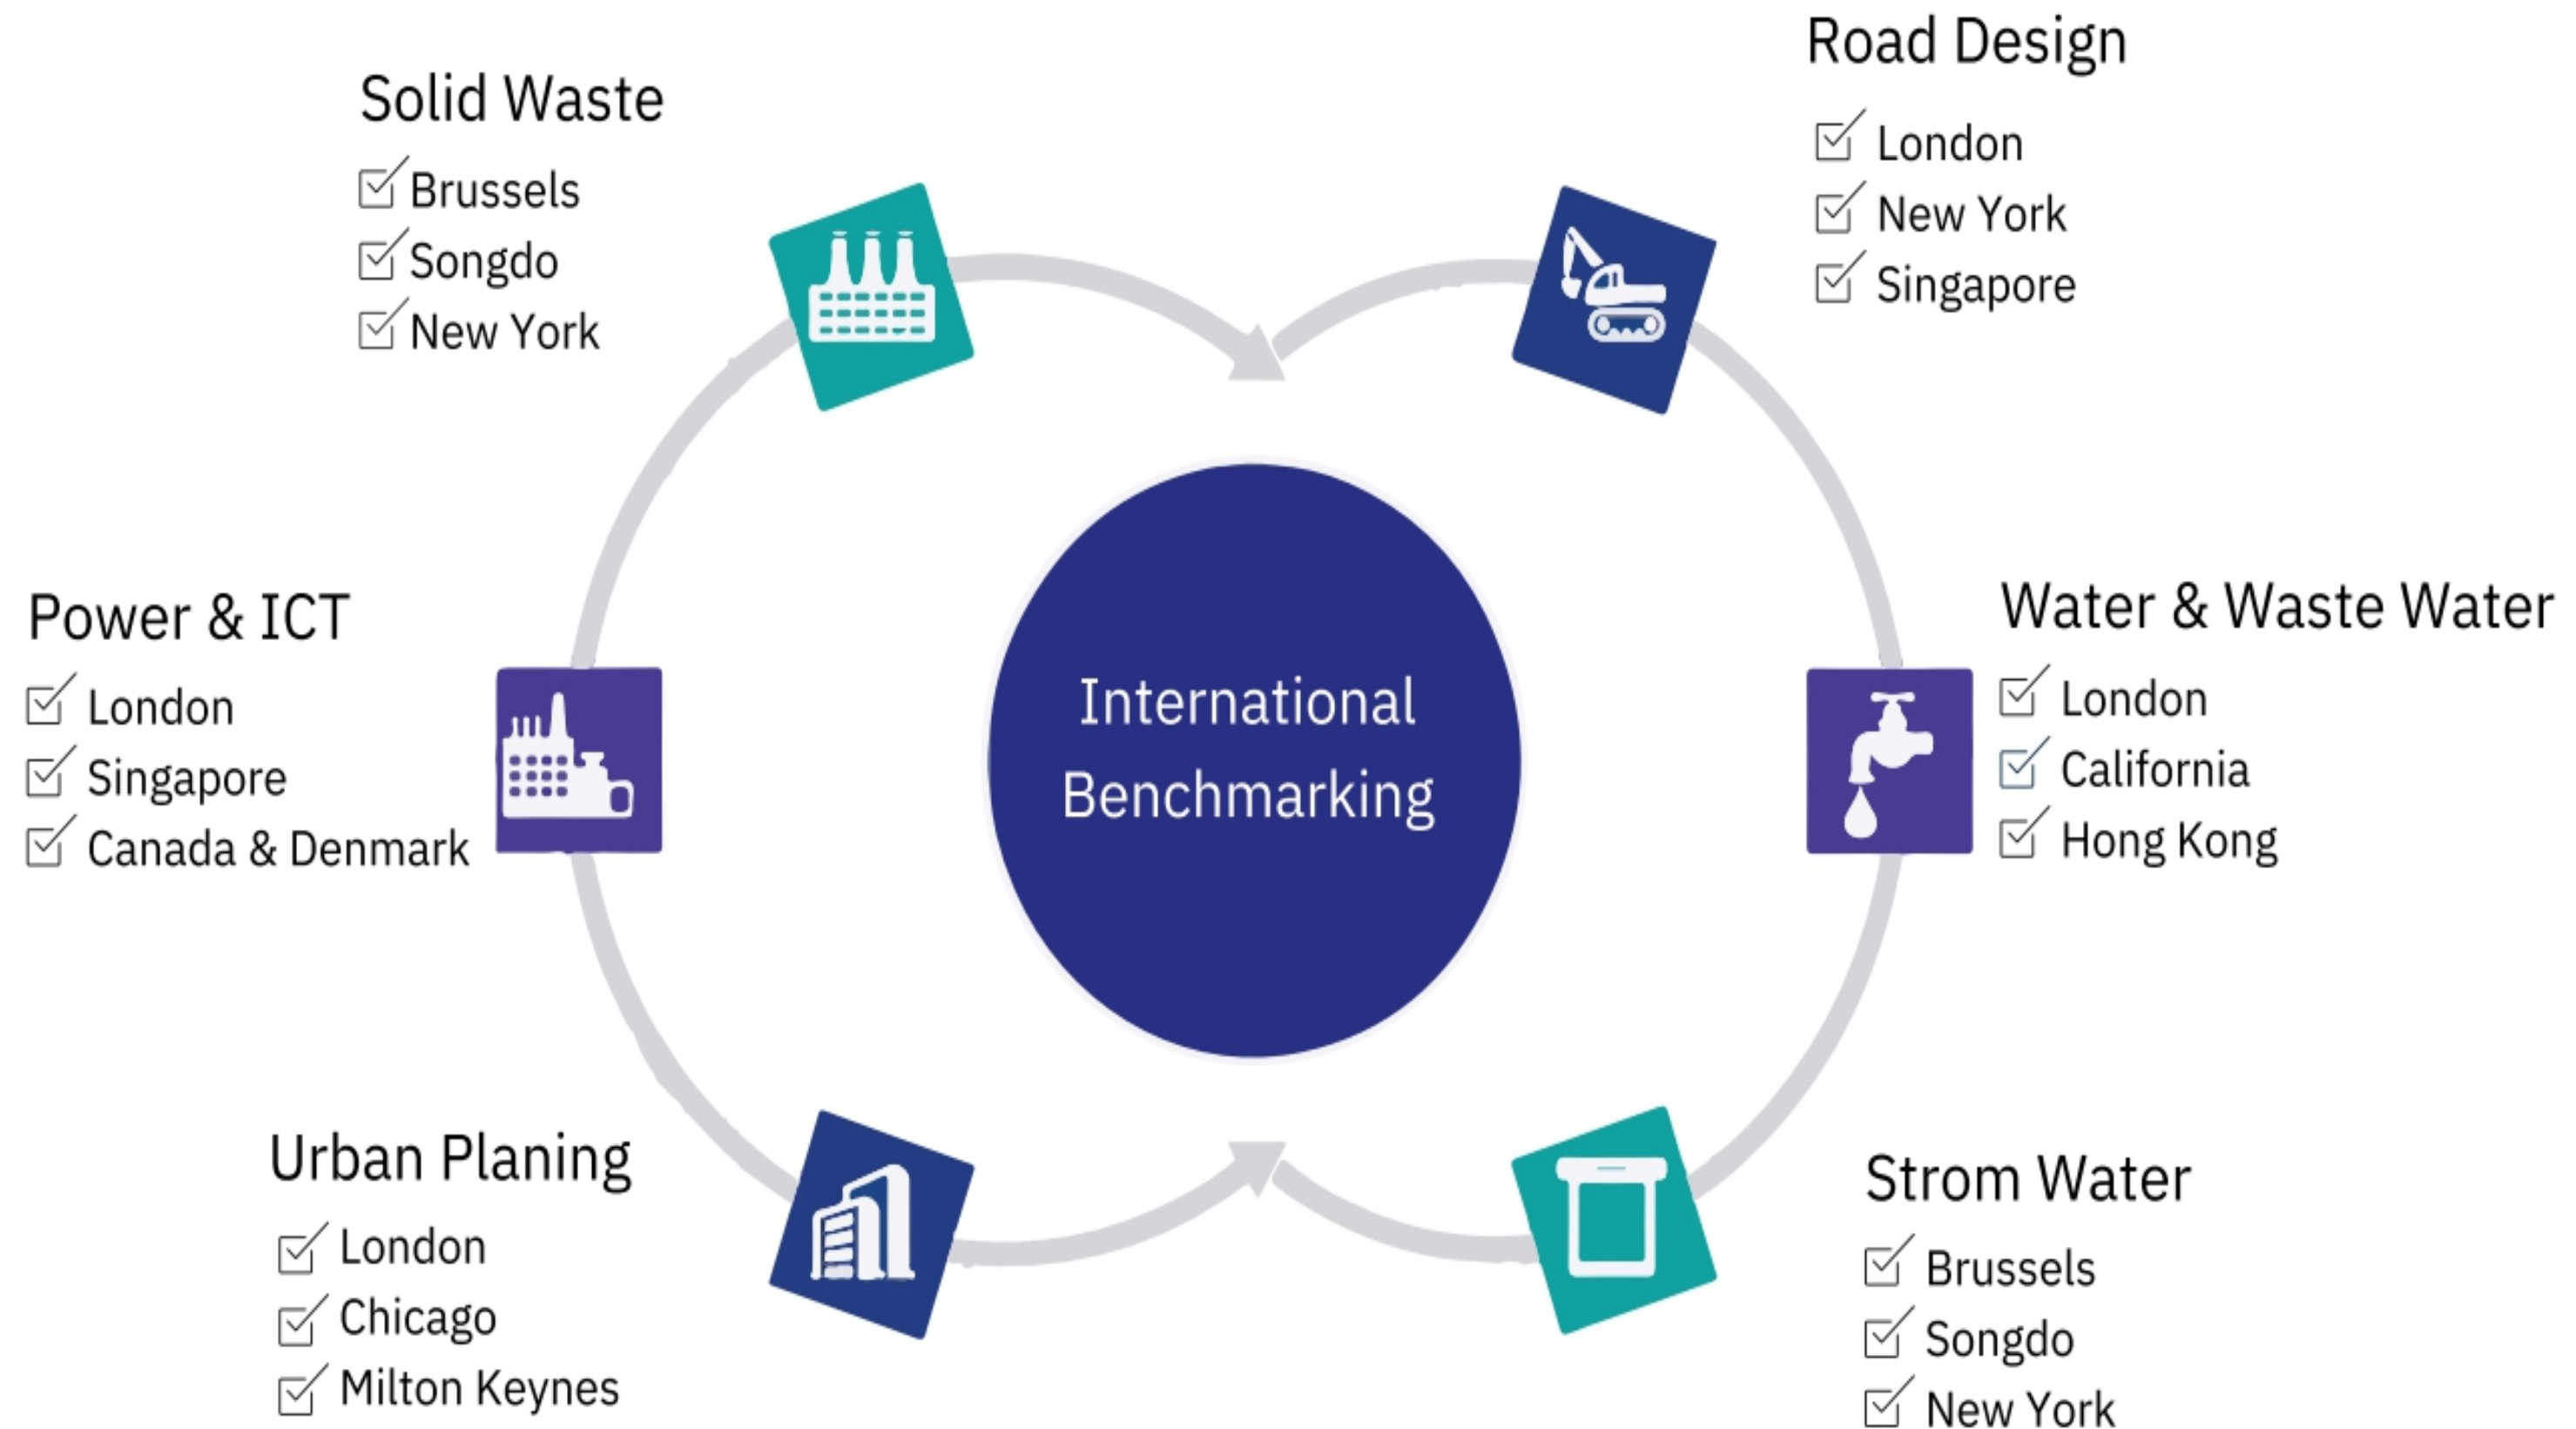 Solid Waste
Brussels
Songdo
New York
Road Design
London
New York
Singapore
Power & ICT
London
Singapore
Canada & Denmark
International
Benchmarking
Water & Waste Water
London
California
Hong Kong
Urban Planing
London
Chicago
Milton Keynes
Strom Water
Brussels
Songdo
New York